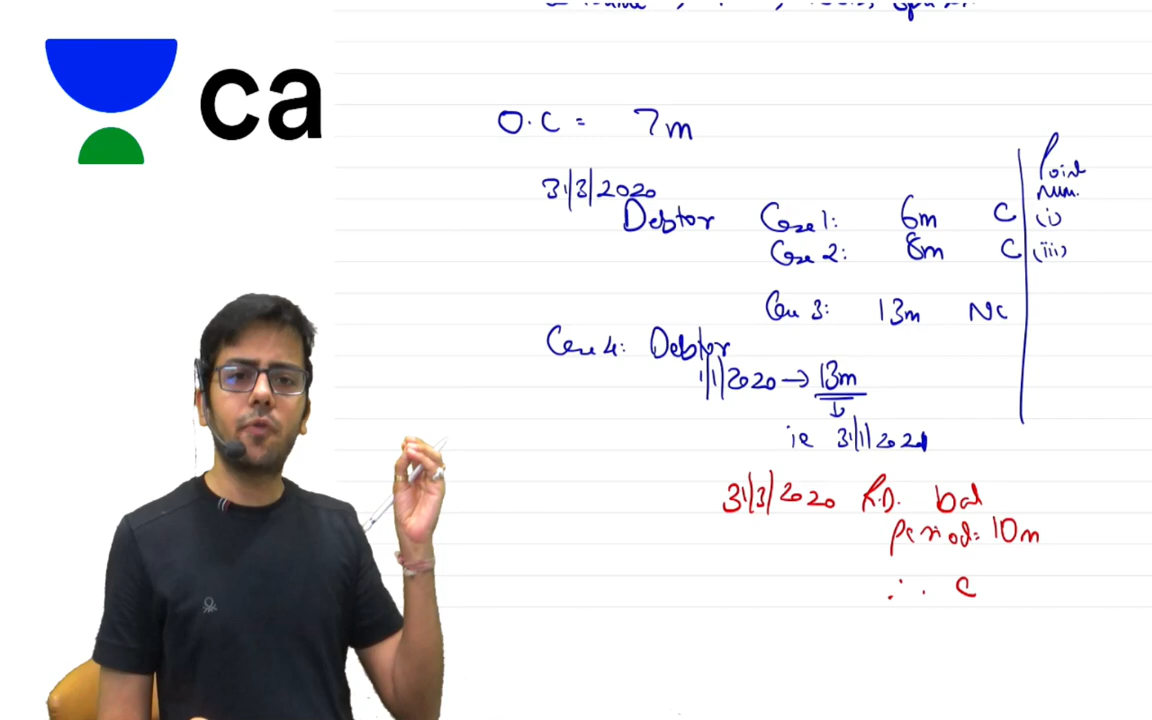 ca
O.C = 7m
31/3/2020
Debtor Case 1: 6m C
Point num.
(i)
Case 2: 8m C (iii)
Case 3: 13m NC
Case 4: Debtor
1/1/2020 → 13m
ie 31/1/2021
31/3/2020 R.D. bal
period = 10m
∴ C